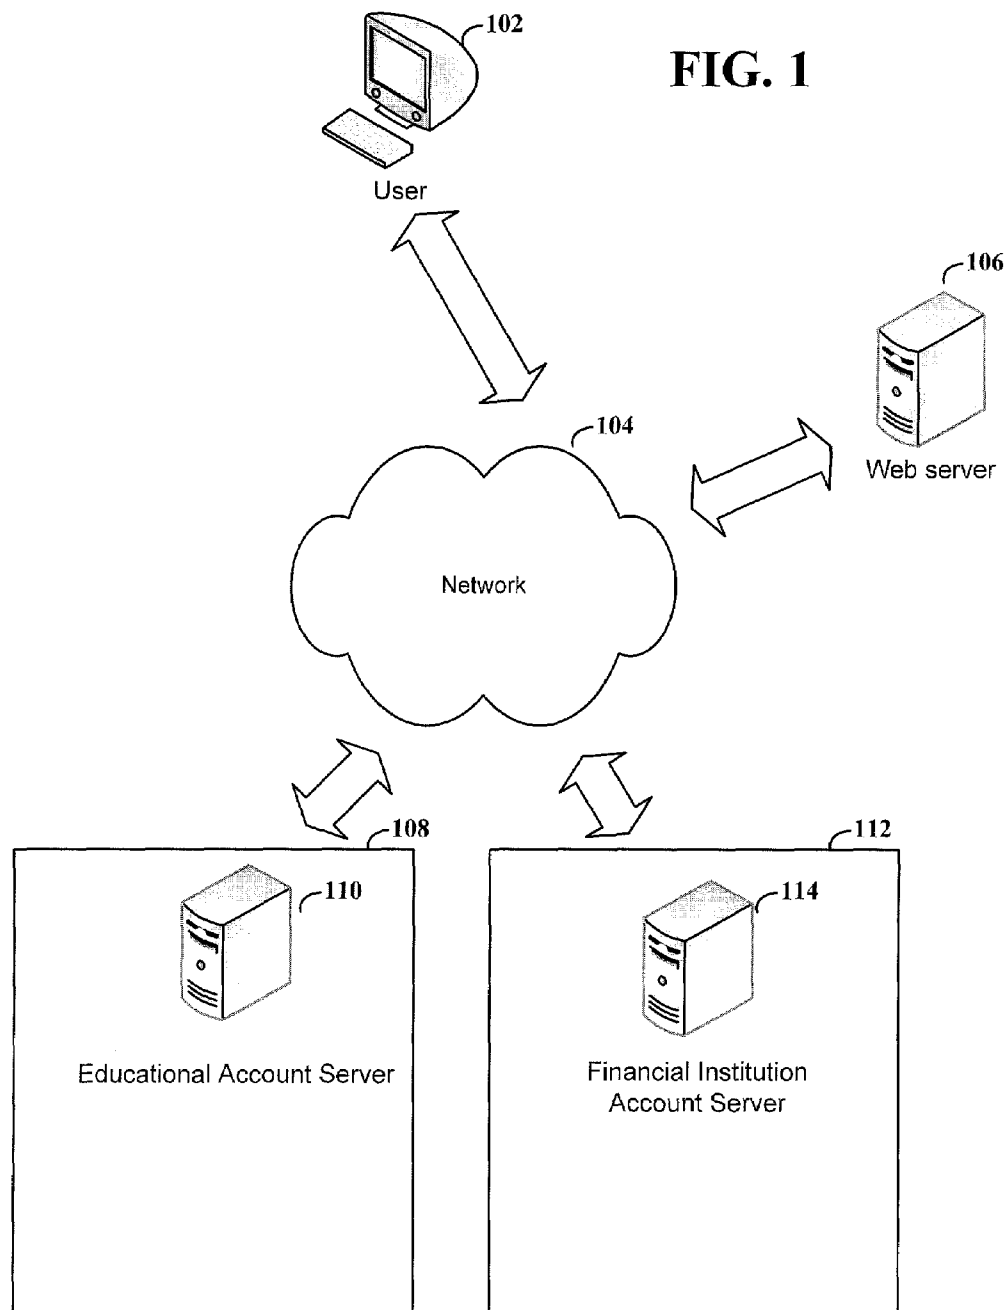 102
FIG. 1
User
106
Web server
104
Network
108
112
110
114
Educational Account Server
Financial Institution
Account Server